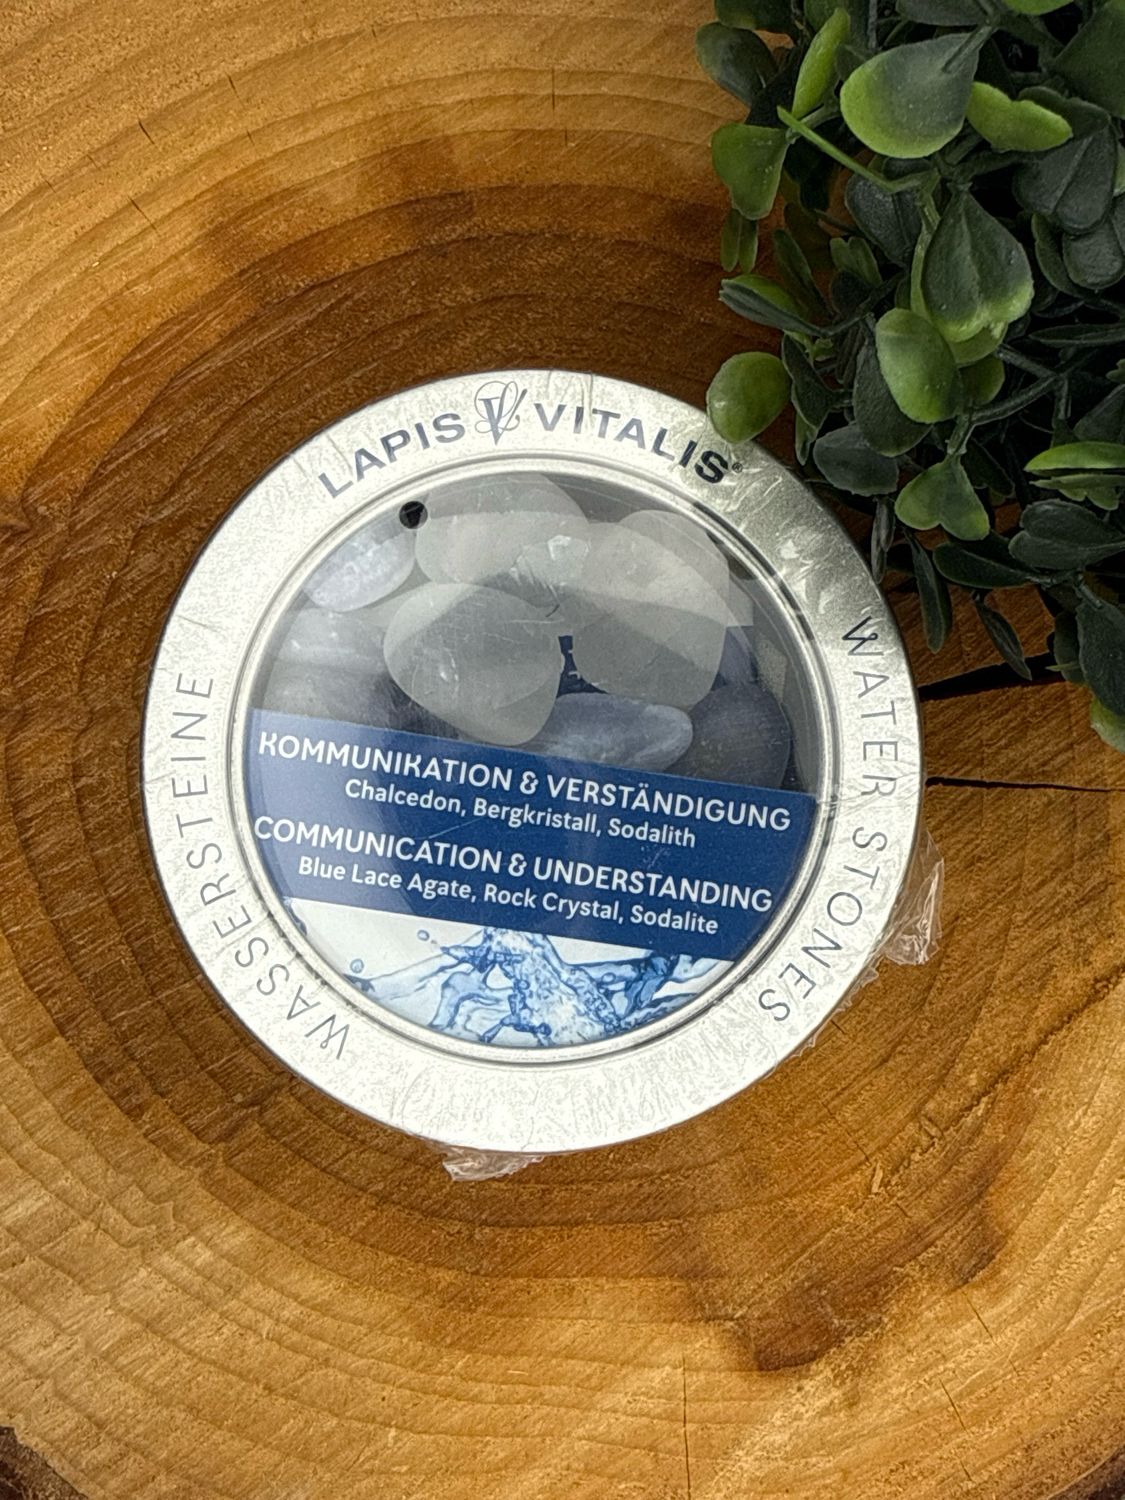 LAPIS VITALIS®
WASSERSTEINE
WATER STONES
KOMMUNIKATION & VERSTÄNDIGUNG
Chalcedon, Bergkristall, Sodalith
COMMUNICATION & UNDERSTANDING
Blue Lace Agate, Rock Crystal, Sodalite